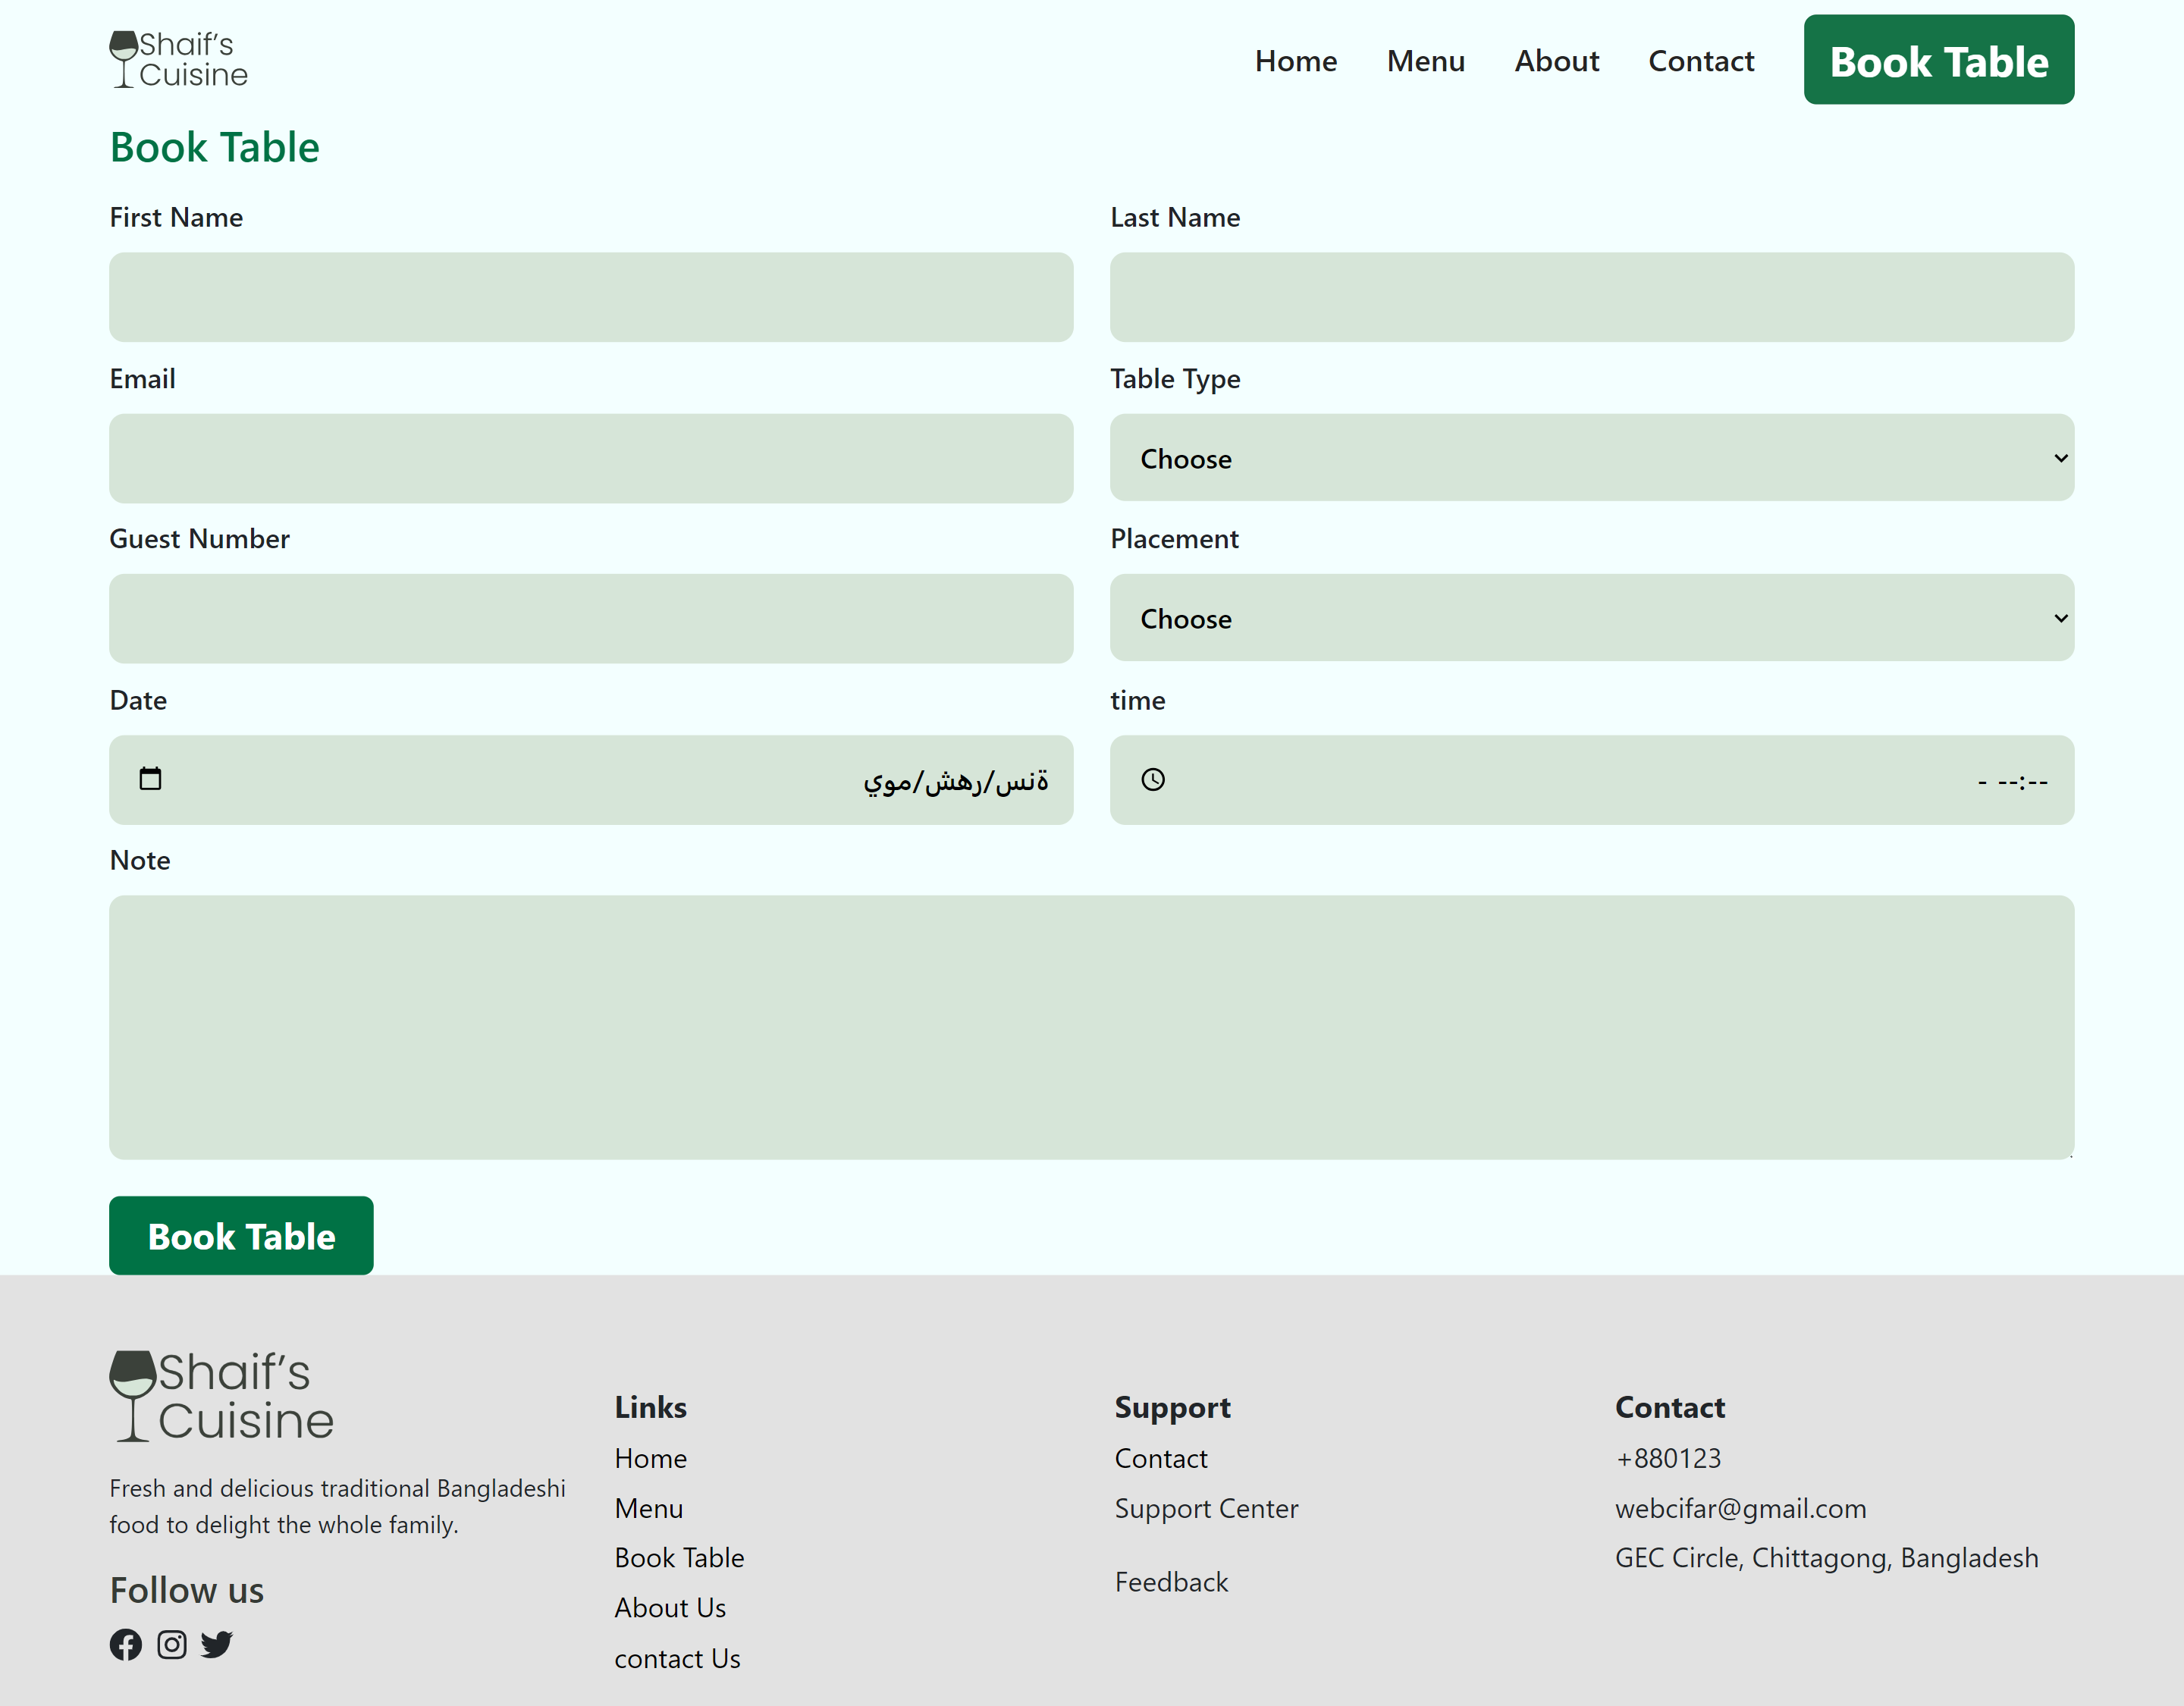 Shaif's
Cuisine
Home
Menu
About
Contact
Book Table
Book Table
First Name
Last Name
Email
Table Type
Choose
Guest Number
Placement
Choose
Date
time
ةنس/رهش/موي
- --:--
Note
Book Table
Shaif's
Cuisine
Fresh and delicious traditional Bangladeshi
food to delight the whole family.
Follow us
Links
Home
Menu
Book Table
About Us
contact Us
Support
Contact
Support Center
Feedback
Contact
+880123
webcifar@gmail.com
GEC Circle, Chittagong, Bangladesh